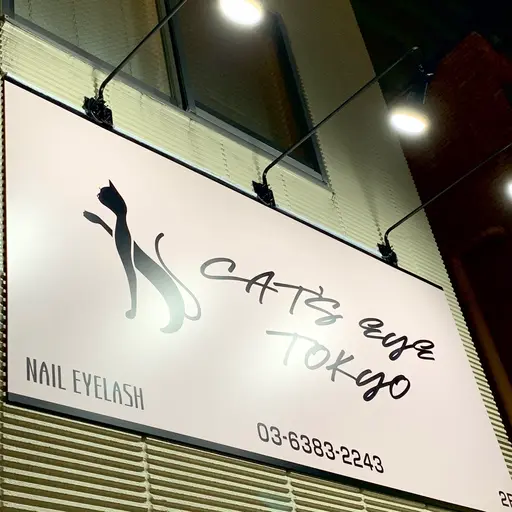 CAT'S EYE
TOKYO
NAIL EYELASH
03-6383-2243